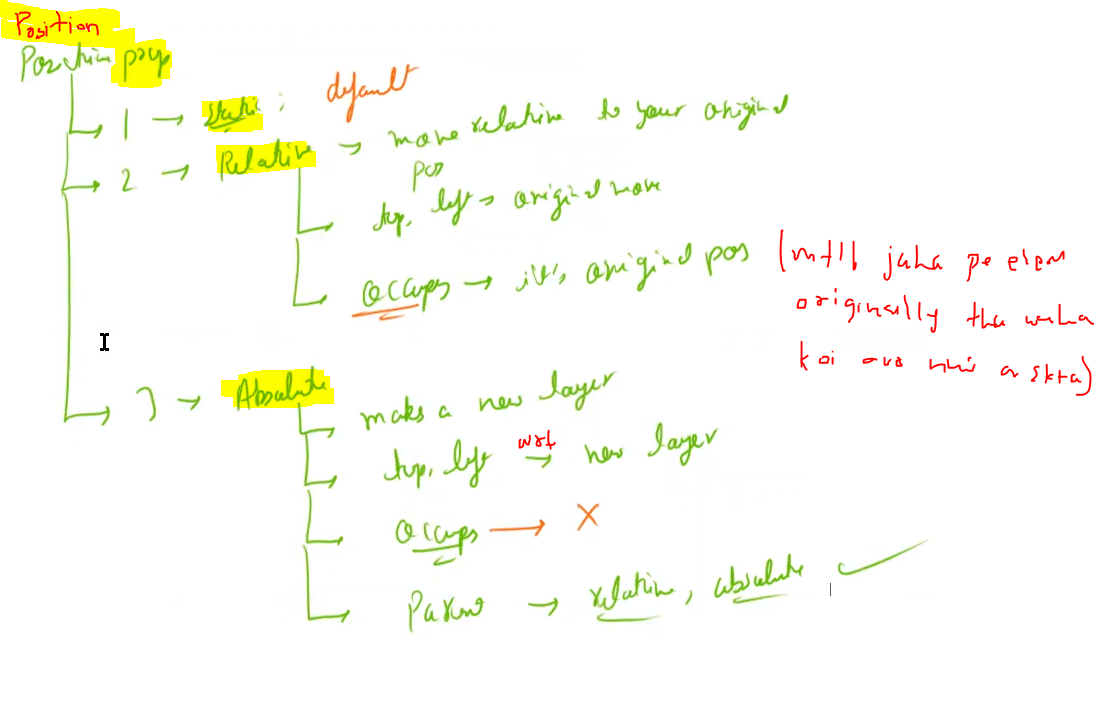 Position
Position prop
1 → Static : default
2 → Relative → move relative to your original
pos
top, left → original move
Occupys → it's original pos (mtlb jaha pe elem
originally tha waha
koi aur nhi a skta)
3 → Absolute
makes a new layer
top, left wrt → new layer
Occups → X
Parent → relative, absolute ✓